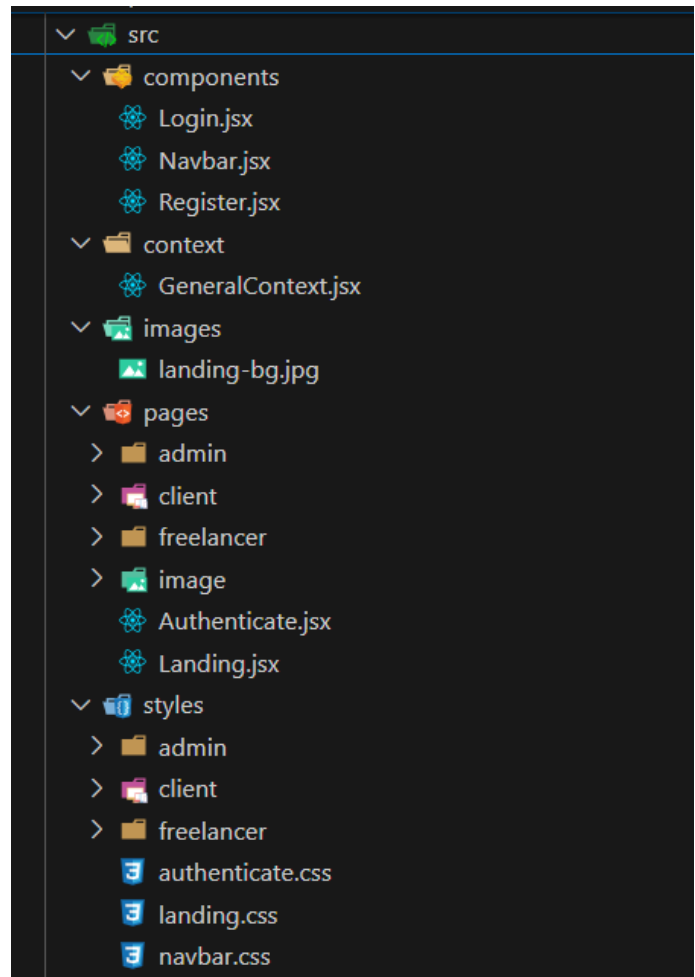 src
components
Login.jsx
Navbar.jsx
Register.jsx
context
GeneralContext.jsx
images
landing-bg.jpg
pages
admin
client
freelancer
image
Authenticate.jsx
Landing.jsx
styles
admin
client
freelancer
authenticate.css
landing.css
navbar.css